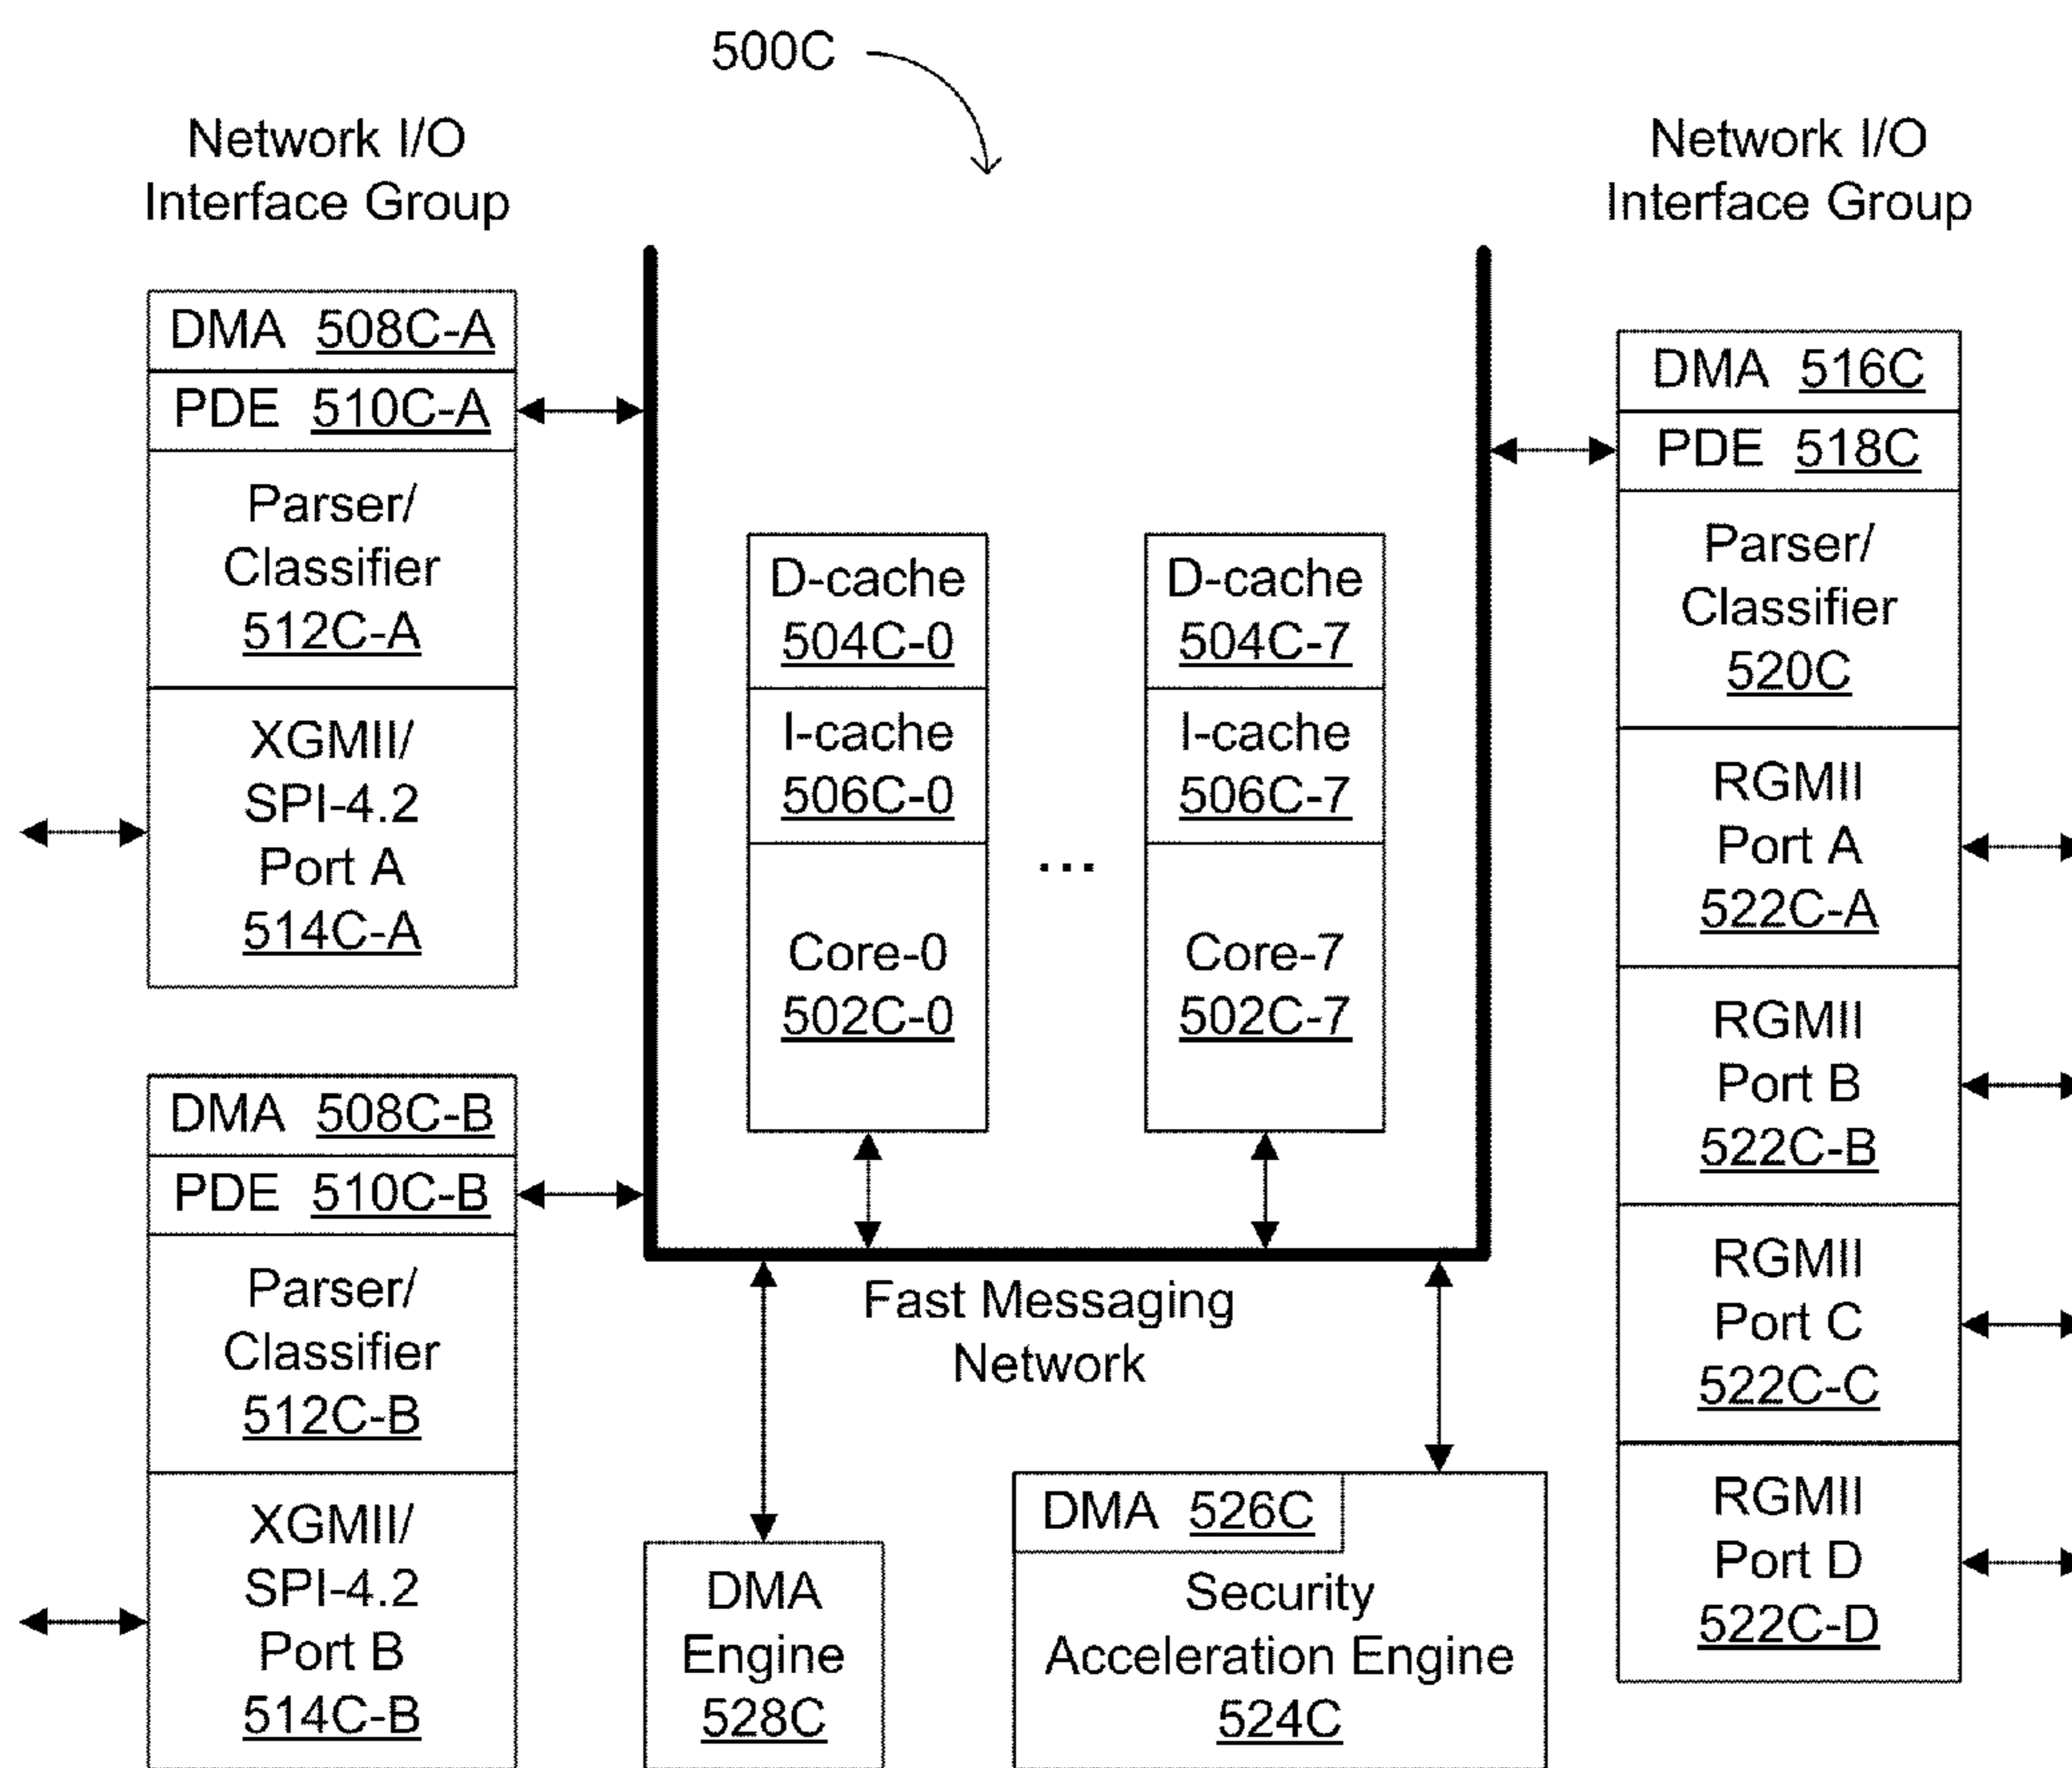 500C
Network I/O
Interface Group
DMA 508C-A
PDE 510C-A
Parser/
Classifier
512C-A
XGMII/
SPI-4.2
Port A
514C-A
DMA 508C-B
PDE 510C-B
Parser/
Classifier
512C-B
XGMII/
SPI-4.2
Port B
514C-B
D-cache
504C-0
I-cache
506C-0
Core-0
502C-0
...
D-cache
504C-7
I-cache
506C-7
Core-7
502C-7
Fast Messaging
Network
DMA
Engine
528C
DMA 526C
Security
Acceleration Engine
524C
Network I/O
Interface Group
DMA 516C
PDE 518C
Parser/
Classifier
520C
RGMII
Port A
522C-A
RGMII
Port B
522C-B
RGMII
Port C
522C-C
RGMII
Port D
522C-D